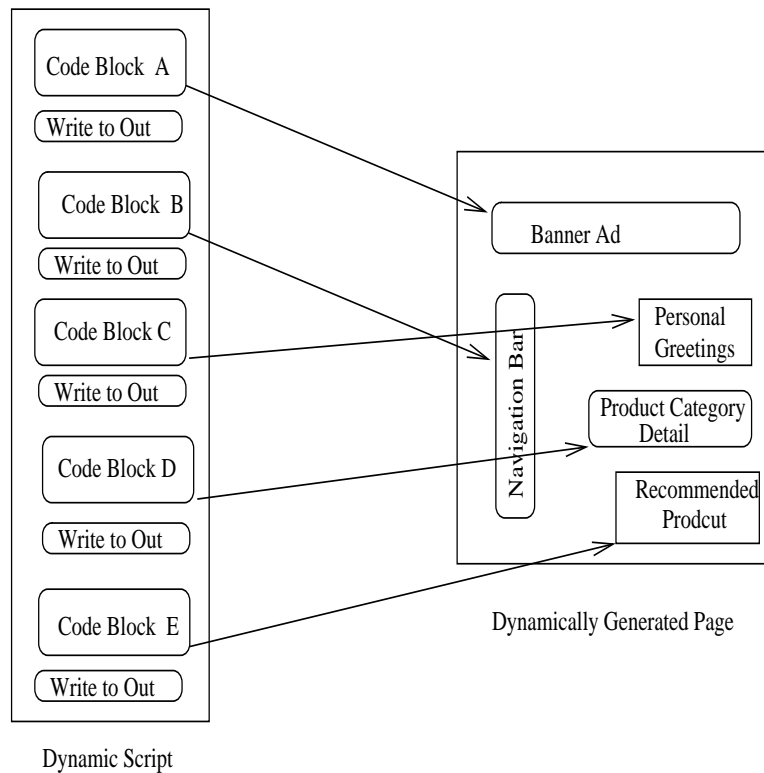 Code Block A
Write to Out
Code Block B
Write to Out
Code Block C
Write to Out
Code Block D
Write to Out
Code Block E
Write to Out
Dynamic Script
Banner Ad
Navigation Bar
Personal
Greetings
Product Category
Detail
Recommended
Prodcut
Dynamically Generated Page